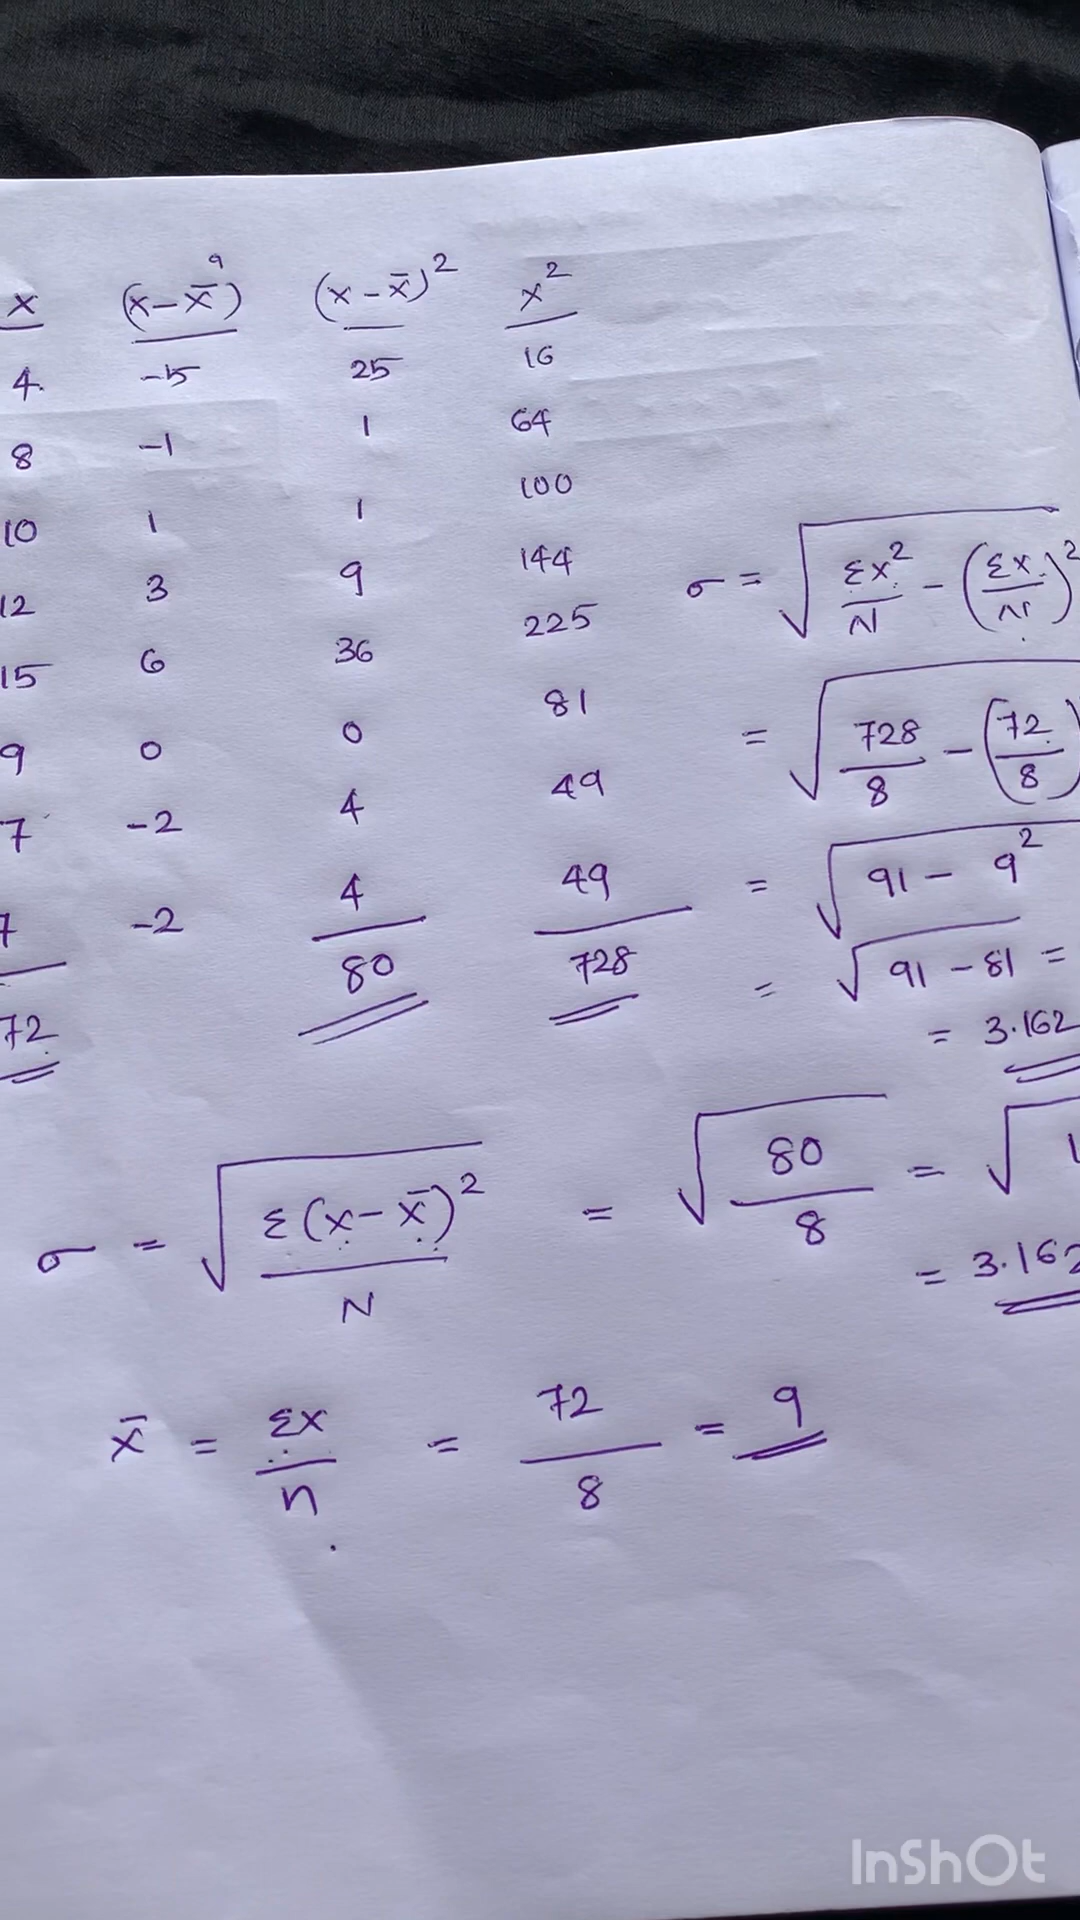 x (x-x̄) 9 (x-x̄)² x²
4 -5 25 16
8 -1 1 64
10 1 1 100
12 3 9 144
15 6 36 225
9 0 0 81
7 -2 4 49
7 -2 4 49
72 80 728
σ = √ Σx²/N - (Σx/N)²
= √ 728/8 - (72/8)
= √ 91 - 9²
= √ 91 - 81 =
= 3.162
σ = √ Σ(x-x̄)²/N = √ 80/8 = √
= 3.162
x̄ = Σx/n = 72/8 = 9
InShOt